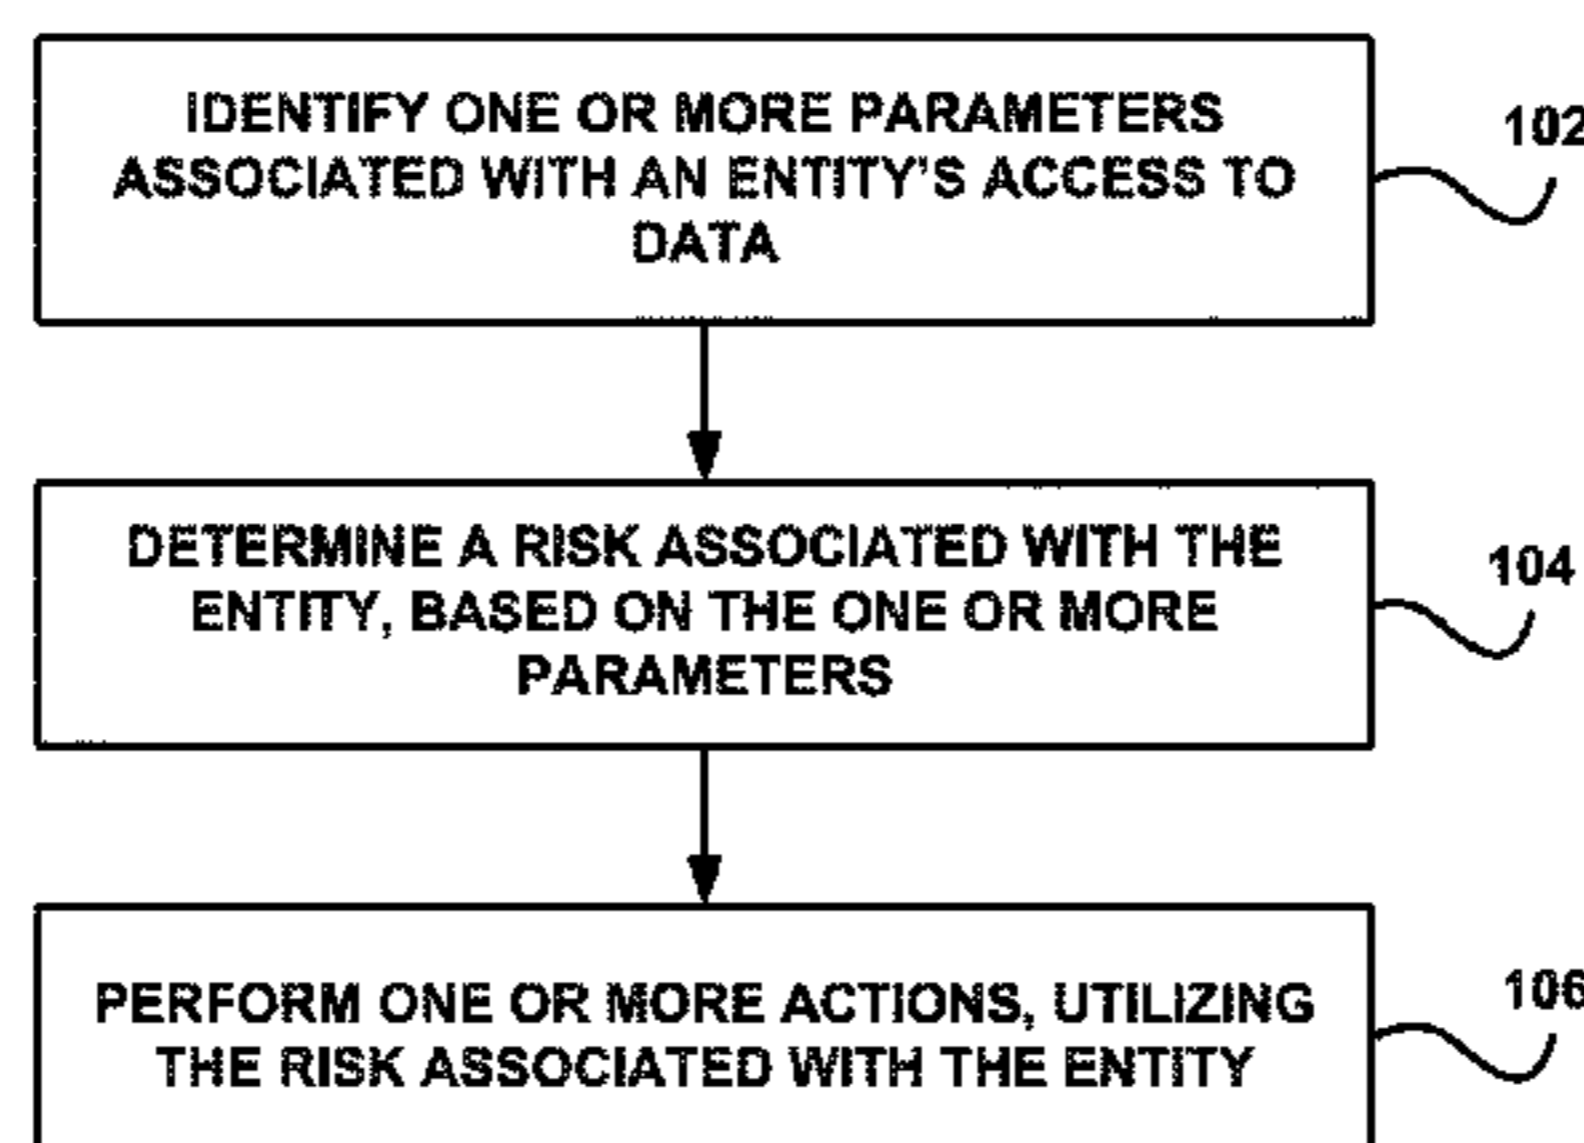 IDENTIFY ONE OR MORE PARAMETERS
ASSOCIATED WITH AN ENTITY'S ACCESS TO
DATA
102
DETERMINE A RISK ASSOCIATED WITH THE
ENTITY, BASED ON THE ONE OR MORE
PARAMETERS
104
PERFORM ONE OR MORE ACTIONS, UTILIZING
THE RISK ASSOCIATED WITH THE ENTITY
106